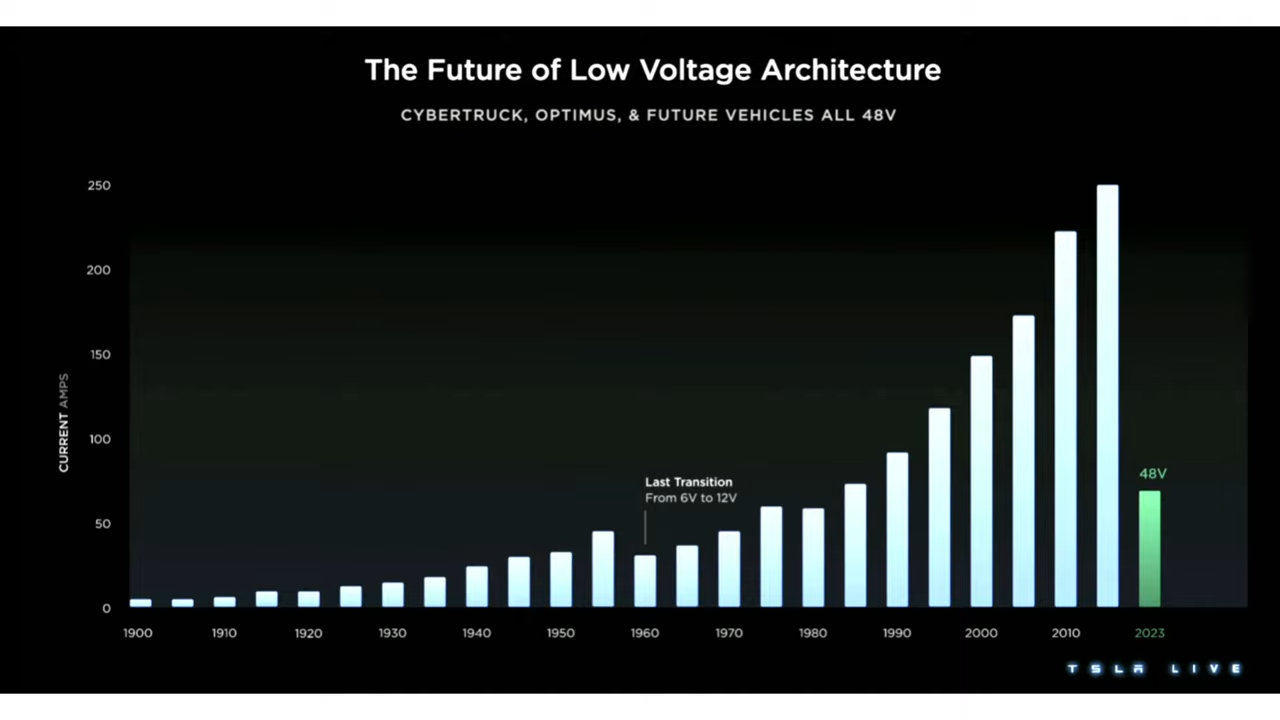 The Future of Low Voltage Architecture
CYBERTRUCK, OPTIMUS, & FUTURE VEHICLES ALL 48V
250
200
150
100
50
0
CURRENT AMPS
Last Transition
From 6V to 12V
48V
1900 1910 1920 1930 1940 1950 1960 1970 1980 1990 2000 2010 2023
TSLA LIVE